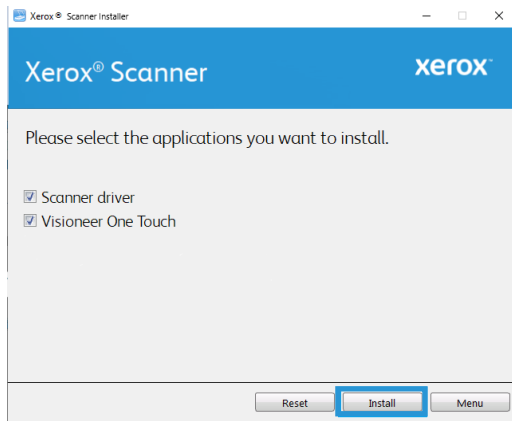 Xerox® Scanner Installer
Xerox® Scanner
xerox™
Please select the applications you want to install.
Scanner driver
Visioneer One Touch
Reset Install Menu